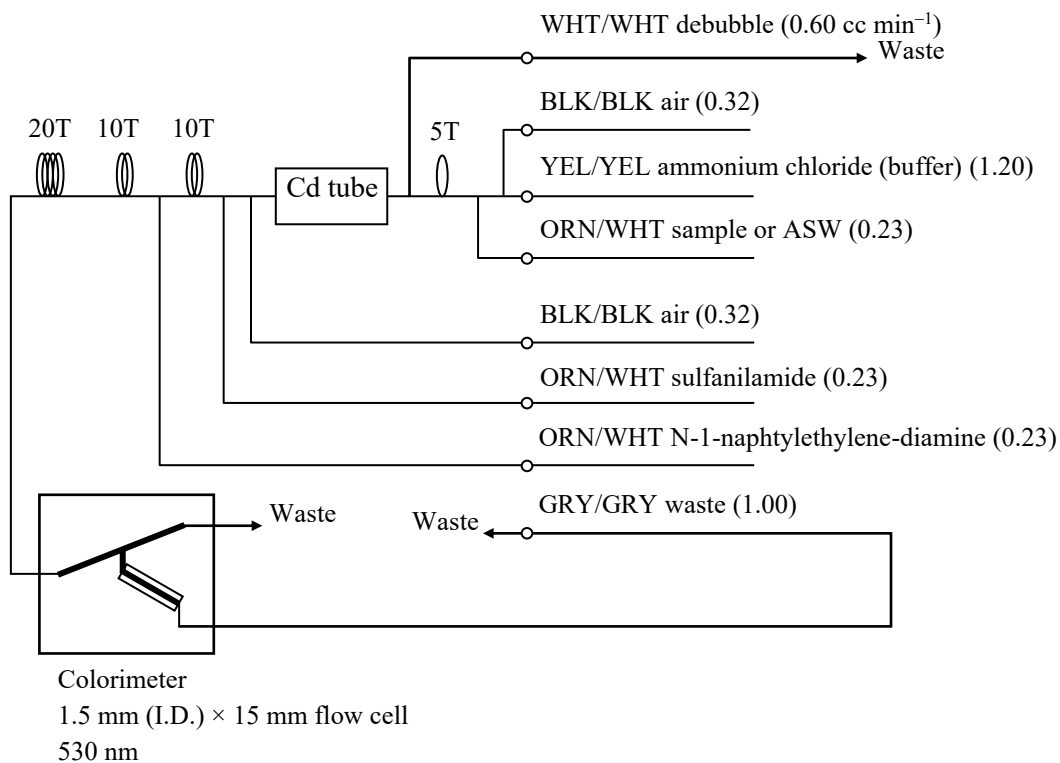 WHT/WHT debubble (0.60 cc min⁻¹)
Waste
BLK/BLK air (0.32)
20T 10T 10T 5T
YEL/YEL ammonium chloride (buffer) (1.20)
Cd tube
ORN/WHT sample or ASW (0.23)
BLK/BLK air (0.32)
ORN/WHT sulfanilamide (0.23)
ORN/WHT N-1-naphtylethylene-diamine (0.23)
GRY/GRY waste (1.00)
Waste
Waste
Colorimeter
1.5 mm (I.D.) × 15 mm flow cell
530 nm